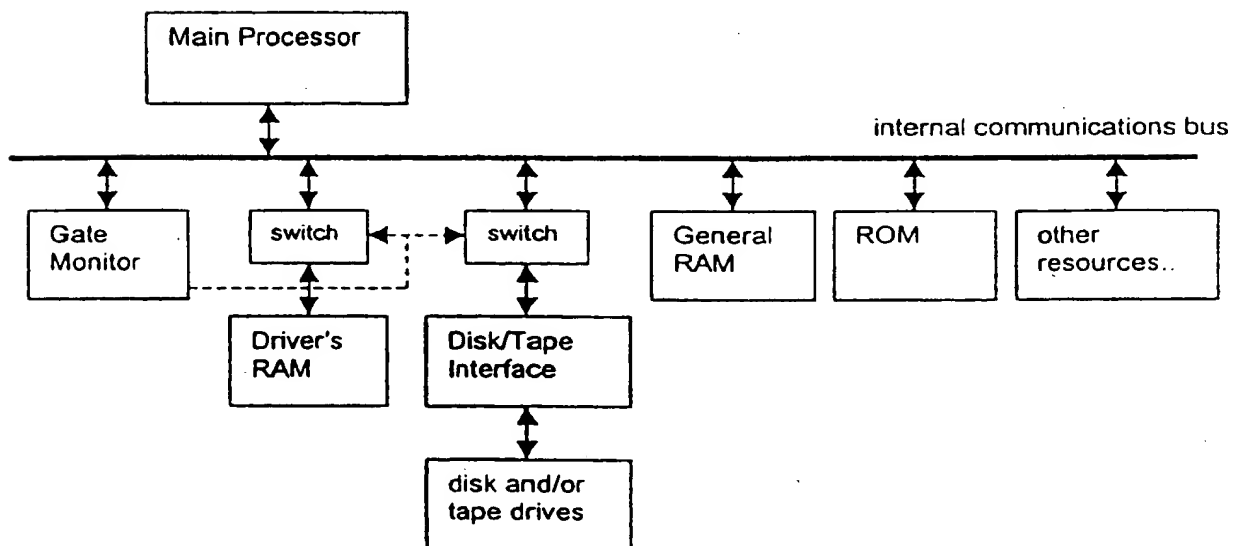 Main Processor
internal communications bus
Gate
Monitor
switch
switch
General
RAM
ROM
other
resources..
Driver's
RAM
Disk/Tape
Interface
disk and/or
tape drives